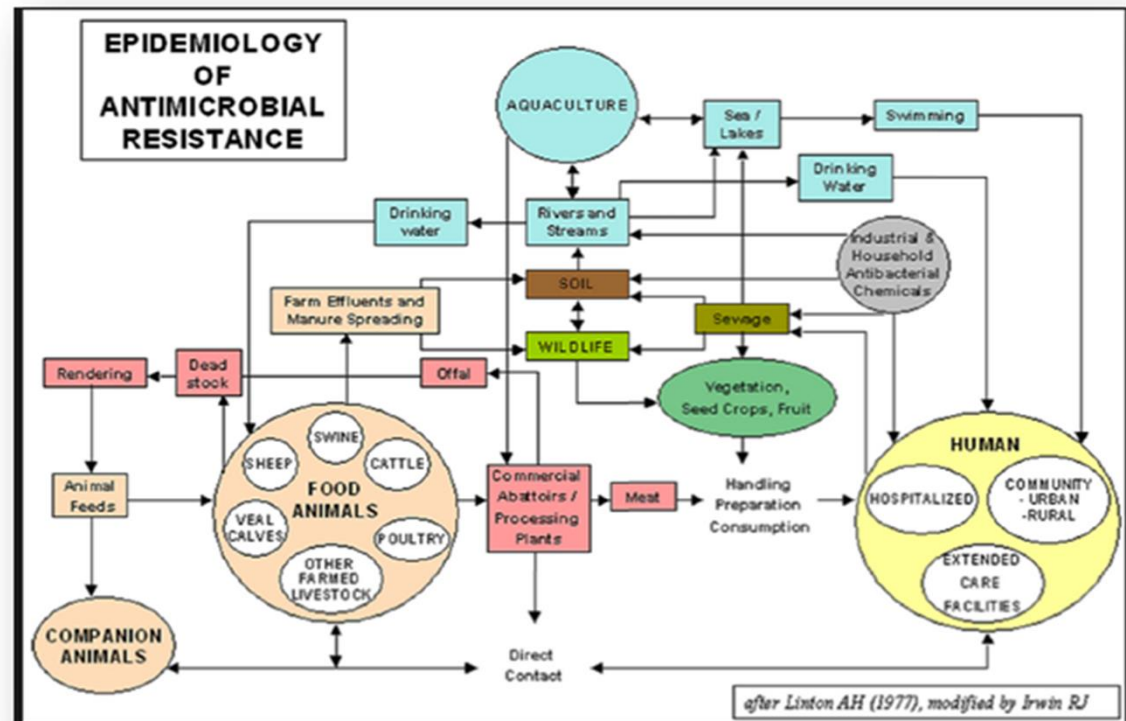 EPIDEMIOLOGY
OF
ANTIMICROBIAL
RESISTANCE
AQUACULTURE
Sea /
Lakes
Swimming
Drinking
Water
Drinking
water
Rivers and
Streams
Industrial &
Household
Antibacterial
Chemicals
SOIL
Farm Effluents and
Manure Spreading
Sewage
WILDLIFE
Rendering
Dead
stock
Offal
Vegetation,
Seed Crops, Fruit
Animal
Feeds
SWINE
SHEEP
CATTLE
FOOD
ANIMALS
VEAL
CALVES
POULTRY
OTHER
FARMED
LIVESTOCK
Commercial
Abattoirs /
Processing
Plants
Meat
Handling
Preparation
Consumption
HUMAN
HOSPITALIZED
COMMUNITY
- URBAN
-RURAL
EXTENDED
CARE
FACILITIES
COMPANION
ANIMALS
Direct
Contact
after Linton AH (1977), modified by Irwin RJ